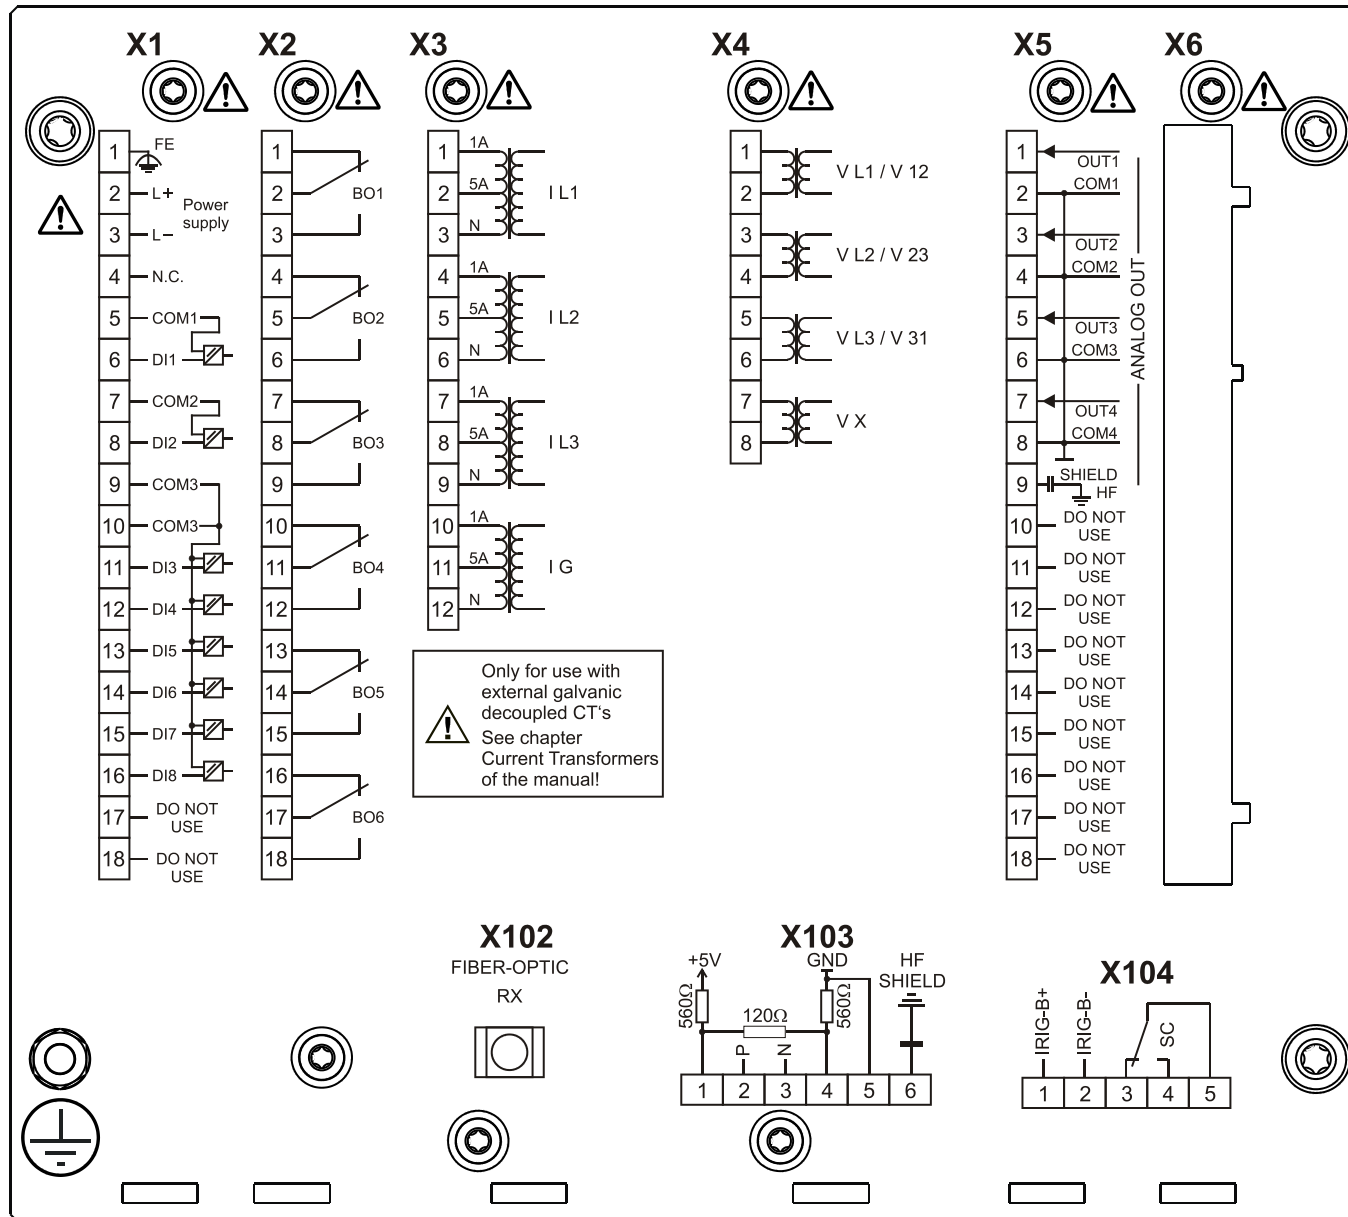 X1
X2
X3
X4
X5
X6
1 FE
2 L+ Power
supply
3 L–
4 N.C.
5 COM1
6 DI1
7 COM2
8 DI2
9 COM3
10 COM3
11 DI3
12 DI4
13 DI5
14 DI6
15 DI7
16 DI8
17 DO NOT
USE
18 DO NOT
USE
1
2 BO1
3
4
5 BO2
6
7
8 BO3
9
10
11 BO4
12
13
14 BO5
15
16
17 BO6
18
1 1A
2 5A I L1
3 N
4 1A
5 5A I L2
6 N
7 1A
8 5A I L3
9 N
10 1A
11 5A I G
12 N
Only for use with
external galvanic
decoupled CT‘s
See chapter
Current Transformers
of the manual!
1
V L1 / V 12
2
3
V L2 / V 23
4
5
V L3 / V 31
6
7
V X
8
1 OUT1
2 COM1
3 OUT2
4 COM2
5 OUT3
6 COM3
7 OUT4
8 COM4
ANALOG OUT
9 SHIELD
HF
10 DO NOT
USE
11 DO NOT
USE
12 DO NOT
USE
13 DO NOT
USE
14 DO NOT
USE
15 DO NOT
USE
16 DO NOT
USE
17 DO NOT
USE
18 DO NOT
USE
X102
FIBER-OPTIC
RX
X103
+5V
GND
HF
SHIELD
560Ω
120Ω
560Ω
P
N
1 2 3 4 5 6
X104
IRIG-B+
IRIG-B-
SC
1 2 3 4 5